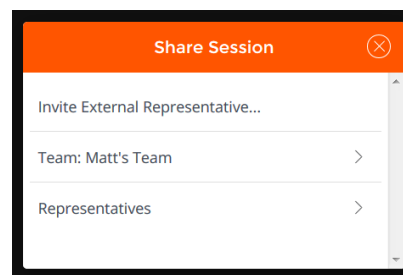 Share Session
Invite External Representative...
Team: Matt's Team
Representatives